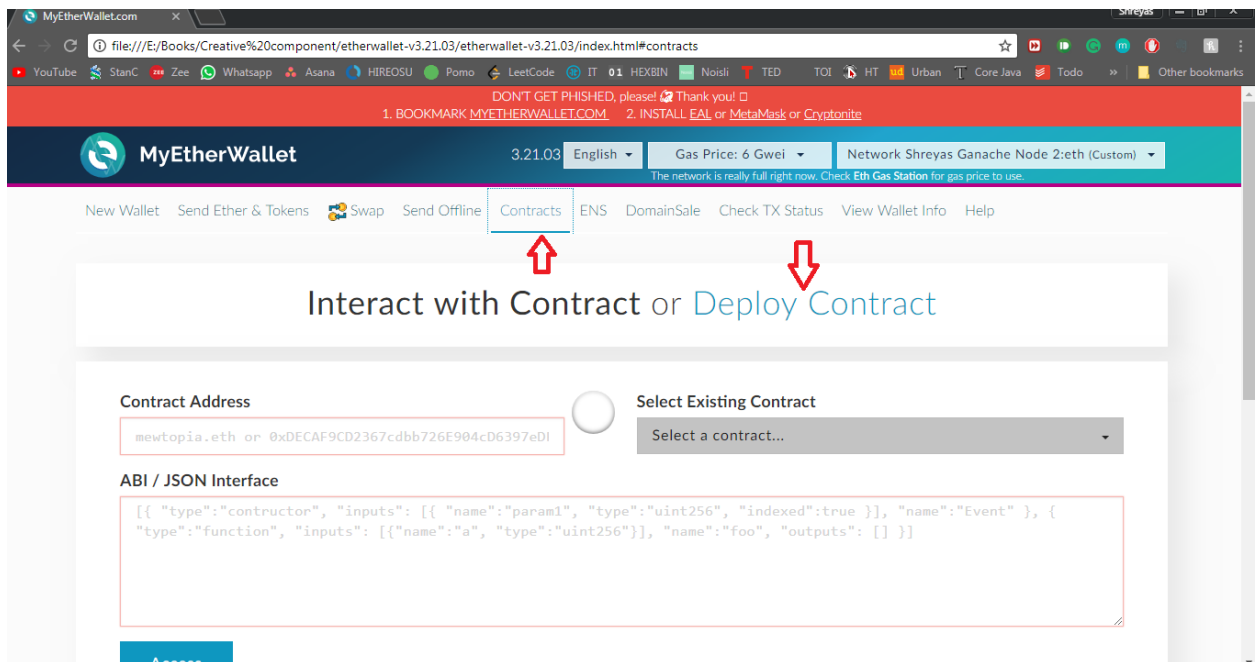 MyEtherWallet.com
Shreyas
file:///E:/Books/Creative%20component/etherwallet-v3.21.03/etherwallet-v3.21.03/index.html#contracts
YouTube StanC Zee Whatsapp Asana HIREOSU Pomo LeetCode IT 01 HEXBIN Noisli TED TOI HT ud Urban Core Java Todo » Other bookmarks
DON'T GET PHISHED, please! Thank you!
1. BOOKMARK MYETHERWALLET.COM 2. INSTALL EAL or MetaMask or Cryptonite
MyEtherWallet 3.21.03 English Gas Price: 6 Gwei Network Shreyas Ganache Node 2:eth (Custom)
The network is really full right now. Check Eth Gas Station for gas price to use.
New Wallet Send Ether & Tokens Swap Send Offline Contracts ENS DomainSale Check TX Status View Wallet Info Help
Interact with Contract or Deploy Contract
Contract Address Select Existing Contract
mewtopia.eth or 0xDECAF9CD2367cdbb726E904cD6397eDI Select a contract...
ABI / JSON Interface
[{ "type":"contructor", "inputs": [{ "name":"param1", "type":"uint256", "indexed":true }], "name":"Event" }, {
"type":"function", "inputs": [{"name":"a", "type":"uint256"}], "name":"foo", "outputs": [] }]
Access